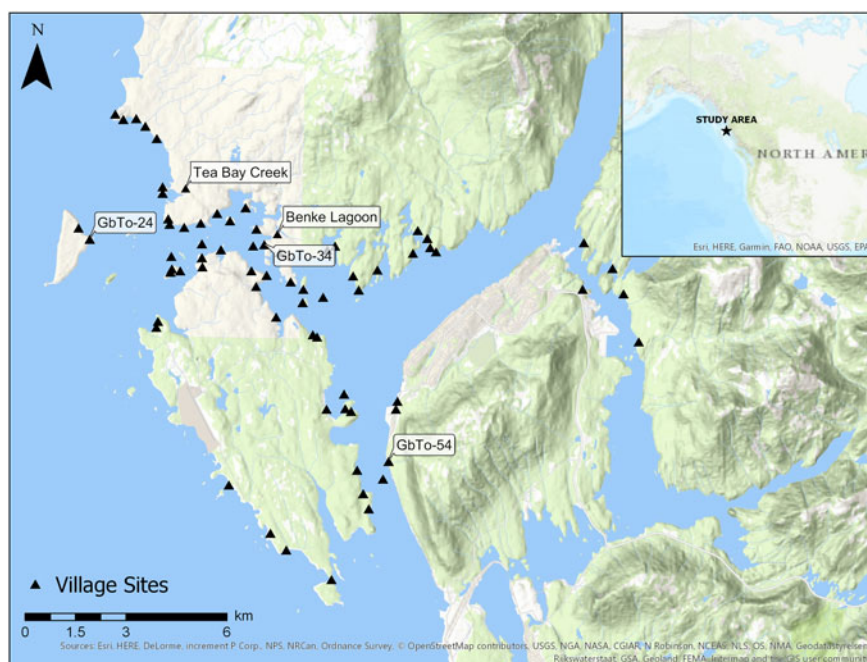 N
STUDY AREA
NORTH AMER
Esri, HERE, Garmin, FAO, NOAA, USGS, EPA
Tea Bay Creek
GbTo-24
Benke Lagoon
GbTo-34
GbTo-54
Village Sites
km
0 1.5 3 6
Sources: Esri, HERE, DeLorme, increment P Corp., NPS, NRCan, Ordnance Survey, © OpenStreetMap contributors, USGS, NGA, NASA, CGIAR, N Robinson, NCEAS, NLS, OS, NMA, Geodatastyrelsen,
Rijkswaterstaat, GSA, Geoland, FEMA, Intermap and the GIS user community